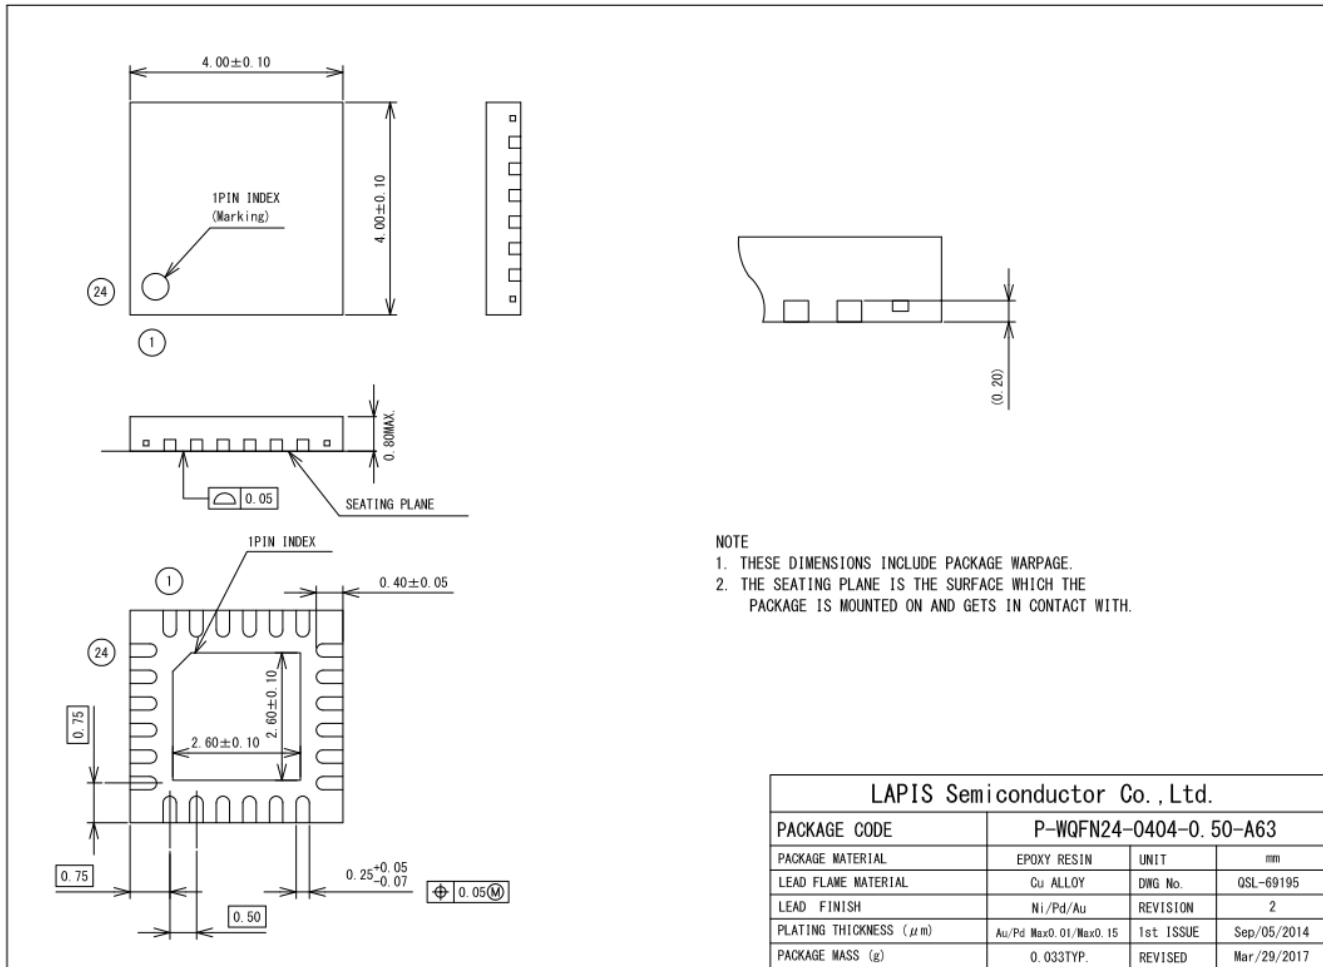 4.00±0.10
1PIN INDEX
(Marking)
4.00±0.10
24
1
(0.20)
0.80MAX.
0.05
SEATING PLANE
1PIN INDEX
1
0.40±0.05
24
2.60±0.10
2.60±0.10
0.75
0.75
0.25+0.05
-0.07
0.05Ⓜ
0.50
NOTE
1. THESE DIMENSIONS INCLUDE PACKAGE WARPAGE.
2. THE SEATING PLANE IS THE SURFACE WHICH THE
PACKAGE IS MOUNTED ON AND GETS IN CONTACT WITH.
LAPIS Semiconductor Co.,Ltd.
PACKAGE CODE P-WQFN24-0404-0.50-A63
PACKAGE MATERIAL EPOXY RESIN UNIT mm
LEAD FLAME MATERIAL Cu ALLOY DWG No. QSL-69195
LEAD FINISH Ni/Pd/Au REVISION 2
PLATING THICKNESS (μm) Au/Pd Max0.01/Max0.15 1st ISSUE Sep/05/2014
PACKAGE MASS (g) 0.033TYP. REVISED Mar/29/2017